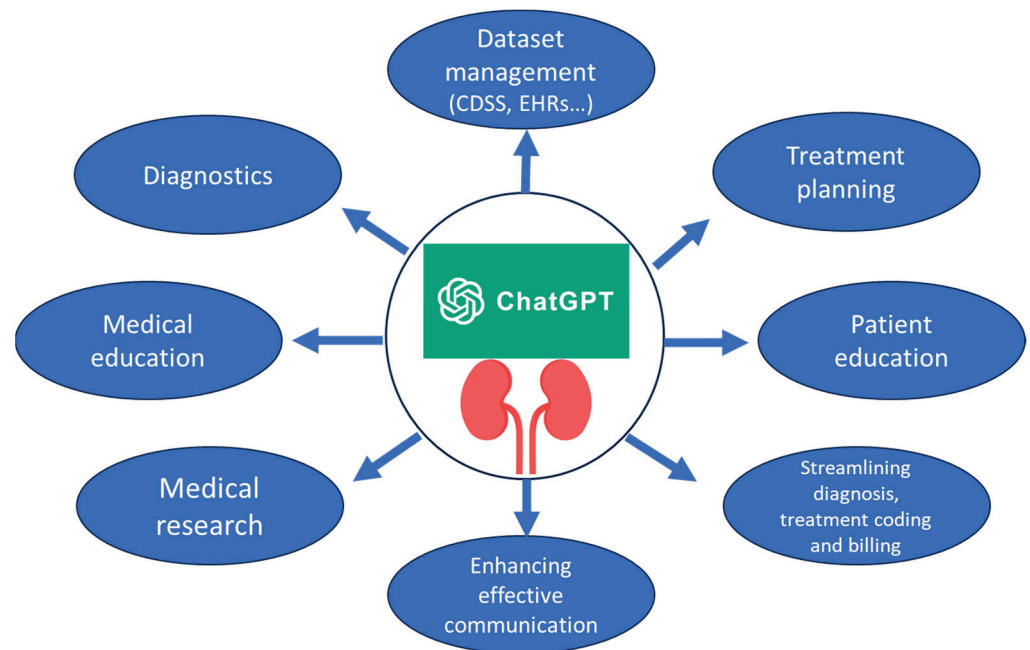 Dataset
management
(CDSS, EHRs...)
Diagnostics
Treatment
planning
ChatGPT
Medical
education
Patient
education
Medical
research
Streamlining
diagnosis,
treatment coding
and billing
Enhancing
effective
communication